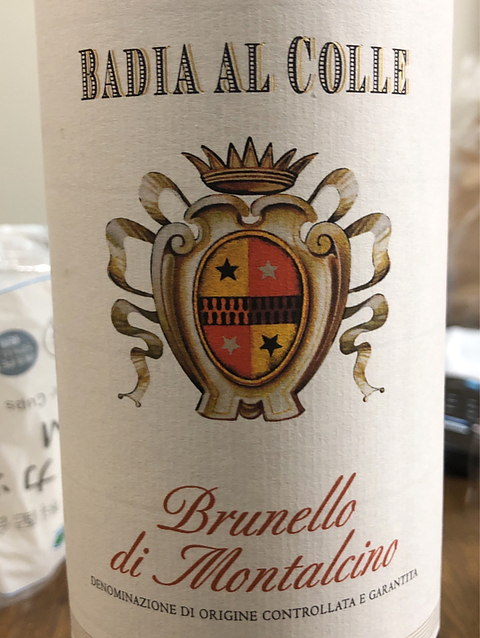 BADIA AL COLLE
Brunello
di Montalcino
DENOMINAZIONE DI ORIGINE CONTROLLATA E GARANTITA